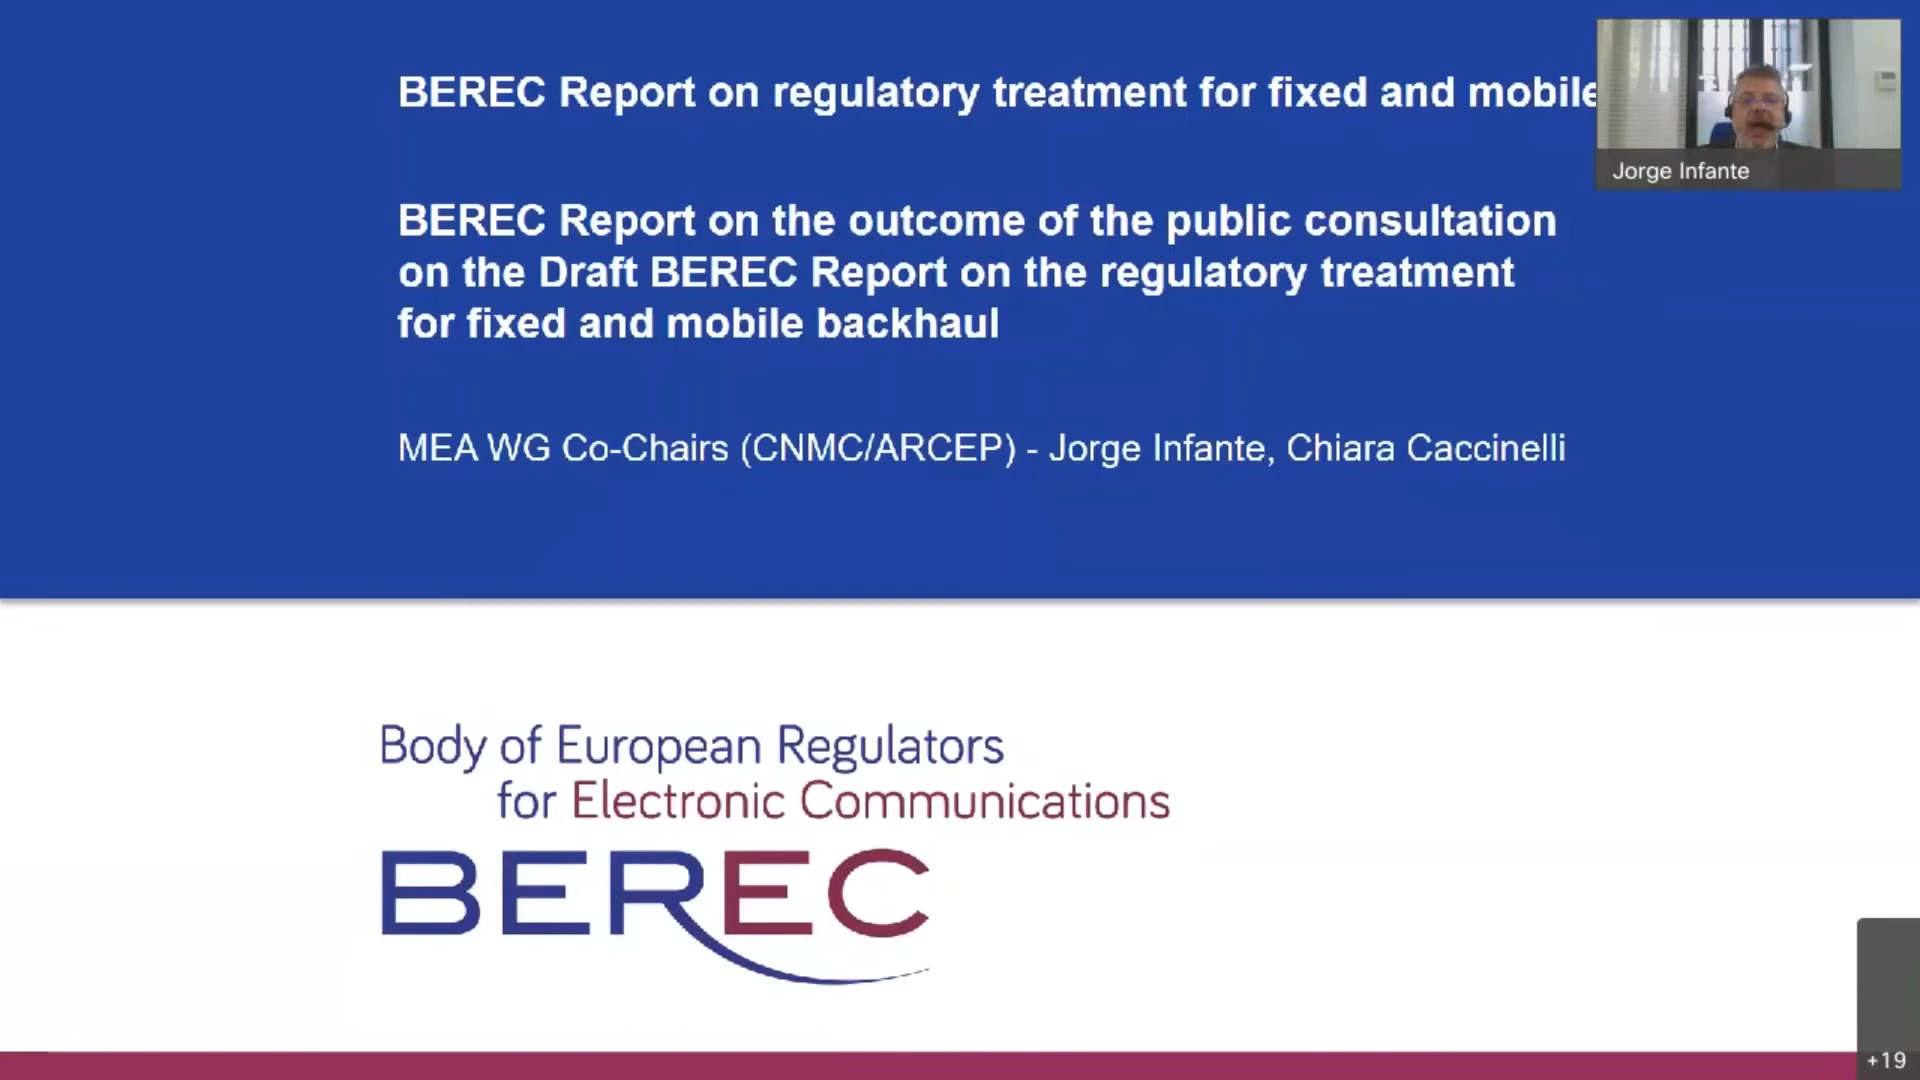 BEREC Report on regulatory treatment for fixed and mobile
Jorge Infante
BEREC Report on the outcome of the public consultation
on the Draft BEREC Report on the regulatory treatment
for fixed and mobile backhaul
MEA WG Co-Chairs (CNMC/ARCEP) - Jorge Infante, Chiara Caccinelli
Body of European Regulators
for Electronic Communications
BEREC
+19